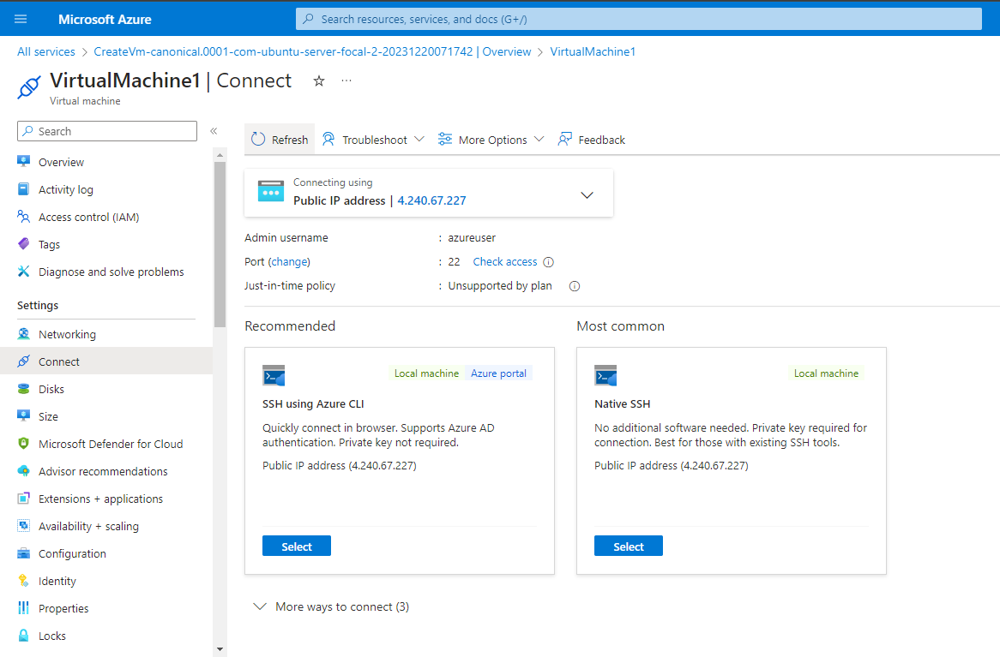 Microsoft Azure
Search resources, services, and docs (G+/)
All services > CreateVm-canonical.0001-com-ubuntu-server-focal-2-20231220071742 | Overview > VirtualMachine1
VirtualMachine1 | Connect
Virtual machine
Search
Overview
Activity log
Access control (IAM)
Tags
Diagnose and solve problems
Settings
Networking
Connect
Disks
Size
Microsoft Defender for Cloud
Advisor recommendations
Extensions + applications
Availability + scaling
Configuration
Identity
Properties
Locks
Refresh Troubleshoot More Options Feedback
Connecting using
Public IP address | 4.240.67.227
Admin username : azureuser
Port (change) : 22 Check access
Just-in-time policy : Unsupported by plan
Recommended
Local machine Azure portal
SSH using Azure CLI
Quickly connect in browser. Supports Azure AD
authentication. Private key not required.
Public IP address (4.240.67.227)
Select
Most common
Local machine
Native SSH
No additional software needed. Private key required for
connection. Best for those with existing SSH tools.
Public IP address (4.240.67.227)
Select
More ways to connect (3)